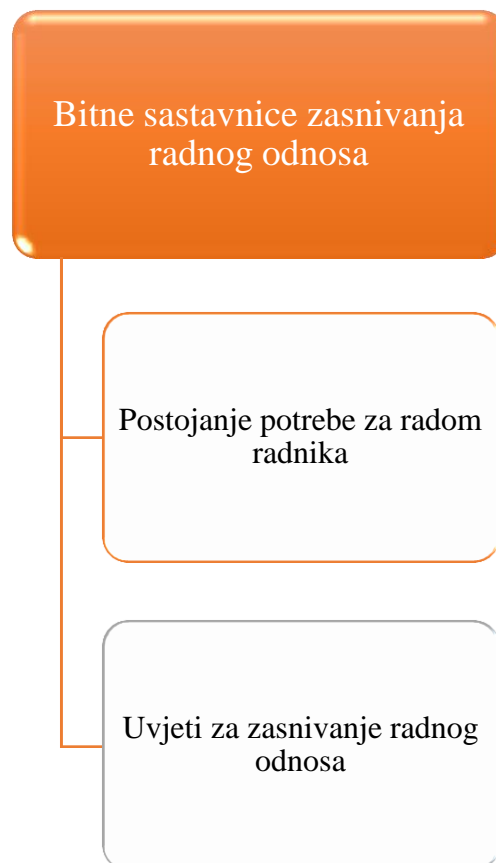 Bitne sastavnice zasnivanja
radnog odnosa
Postojanje potrebe za radom
radnika
Uvjeti za zasnivanje radnog
odnosa